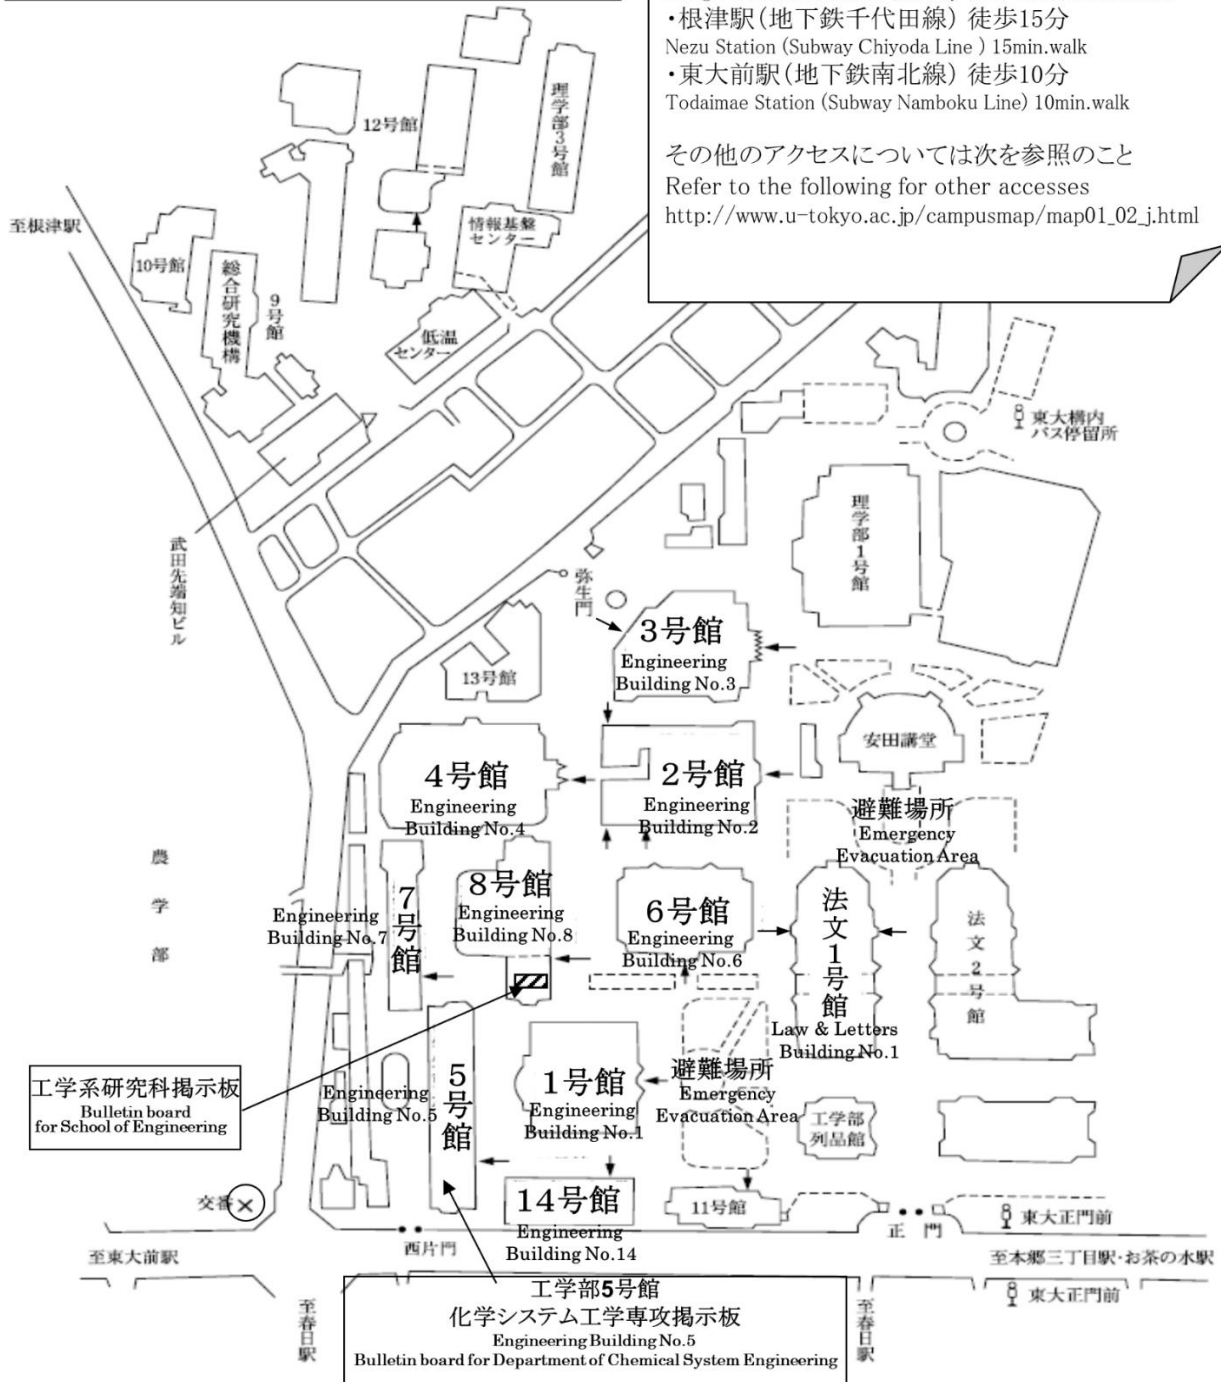 ・根津駅(地下鉄千代田線) 徒歩15分
Nezu Station (Subway Chiyoda Line ) 15min.walk
・東大前駅(地下鉄南北線) 徒歩10分
Todaimae Station (Subway Namboku Line) 10min.walk
その他のアクセスについては次を参照のこと
Refer to the following for other accesses
http://www.u-tokyo.ac.jp/campusmap/map01_02_j.html
理学部3号館
12号館
至根津駅
情報基盤
センター
10号館
総合研究機構
9号館
低温
センター
東大構内
バス停留所
理学部1号館
武田先端知ビル
弥生門
3号館
Engineering
Building No.3
13号館
安田講堂
4号館
Engineering
Building No.4
2号館
Engineering
Building No.2
避難場所
Emergency
Evacuation Area
農学部
7号館
Engineering
Building No.7
8号館
Engineering
Building No.8
6号館
Engineering
Building No.6
法文1号館
Law & Letters
Building No.1
法文2号館
工学系研究科掲示板
Bulletin board
for School of Engineering
5号館
Engineering
Building No.5
1号館
Engineering
Building No.1
避難場所
Emergency
Evacuation Area
工学部
列品館
交番
14号館
Engineering
Building No.14
11号館
正門
東大正門前
至東大前駅
西片門
至本郷三丁目駅・お茶の水駅
東大正門前
至春日駅
工学部5号館
化学システム工学専攻掲示板
Engineering Building No.5
Bulletin board for Department of Chemical System Engineering
至春日駅